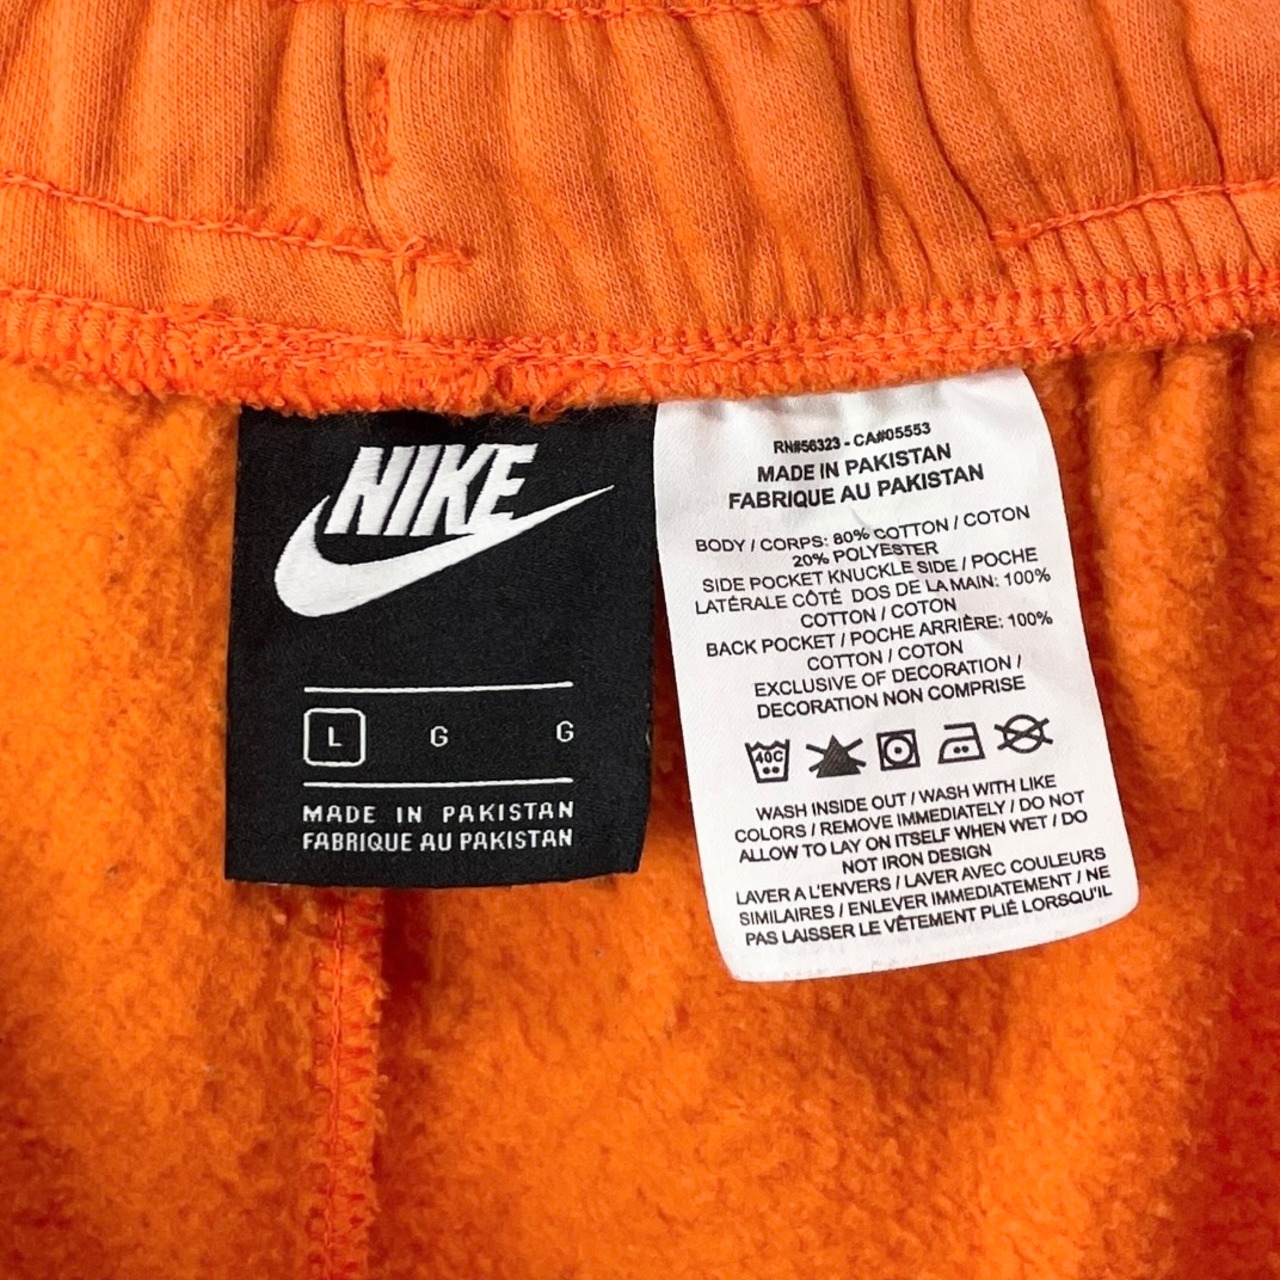 NIKE
L G G
MADE IN PAKISTAN
FABRIQUE AU PAKISTAN
RN#56323 - CA#05553
MADE IN PAKISTAN
FABRIQUE AU PAKISTAN
BODY / CORPS: 80% COTTON / COTON
20% POLYESTER
SIDE POCKET KNUCKLE SIDE / POCHE
LATÉRALE CÔTÉ DOS DE LA MAIN: 100%
COTTON / COTON
BACK POCKET / POCHE ARRIÈRE: 100%
COTTON / COTON
EXCLUSIVE OF DECORATION /
DECORATION NON COMPRISE
40C
WASH INSIDE OUT / WASH WITH LIKE
COLORS / REMOVE IMMEDIATELY / DO NOT
ALLOW TO LAY ON ITSELF WHEN WET / DO
NOT IRON DESIGN
LAVER A L'ENVERS / LAVER AVEC COULEURS
SIMILAIRES / ENLEVER IMMEDIATEMENT / NE
PAS LAISSER LE VÊTEMENT PLIÉ LORSQU'IL